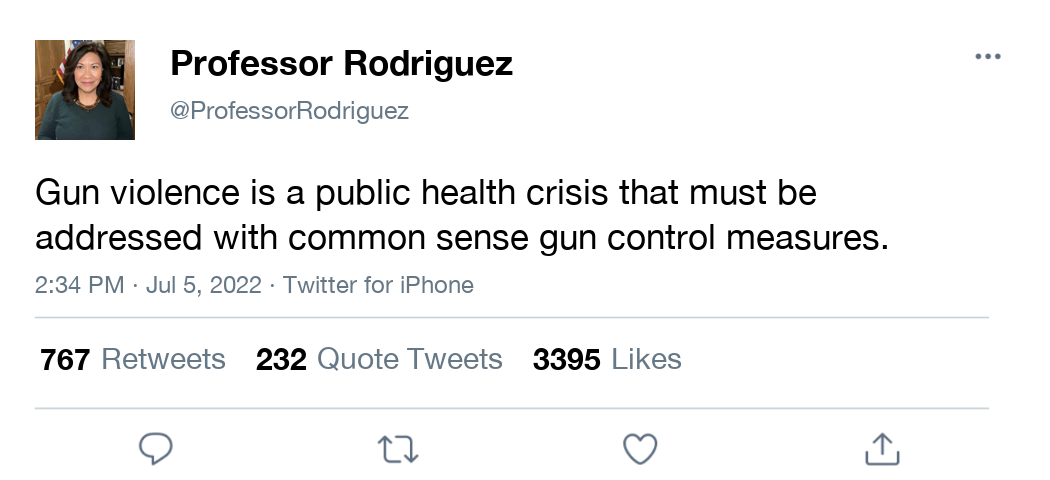 Professor Rodriguez
@ProfessorRodriguez
Gun violence is a public health crisis that must be
addressed with common sense gun control measures.
2:34 PM · Jul 5, 2022 · Twitter for iPhone
767 Retweets 232 Quote Tweets 3395 Likes